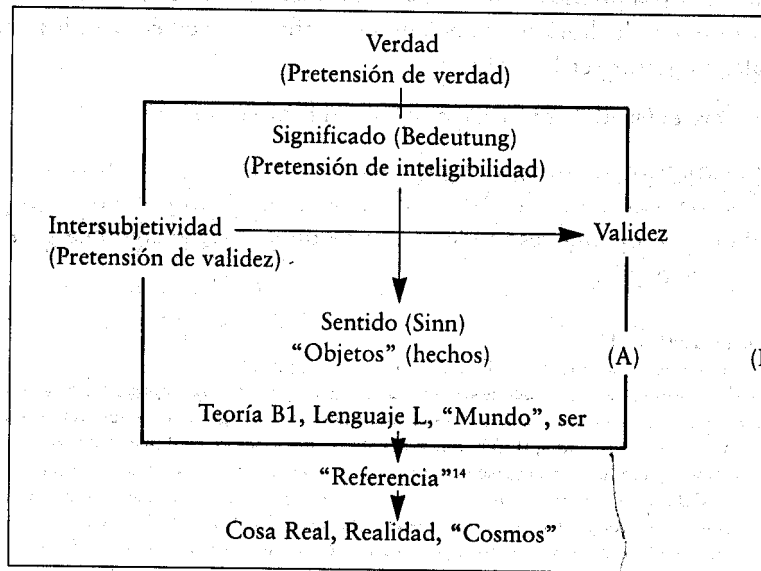 Verdad
(Pretensión de verdad)
Significado (Bedeutung)
(Pretensión de inteligibilidad)
Intersubjetividad
(Pretensión de validez)
Validez
Sentido (Sinn)
“Objetos” (hechos)
(A)
Teoría B1, Lenguaje L, “Mundo”, ser
“Referencia”¹⁴
Cosa Real, Realidad, “Cosmos”